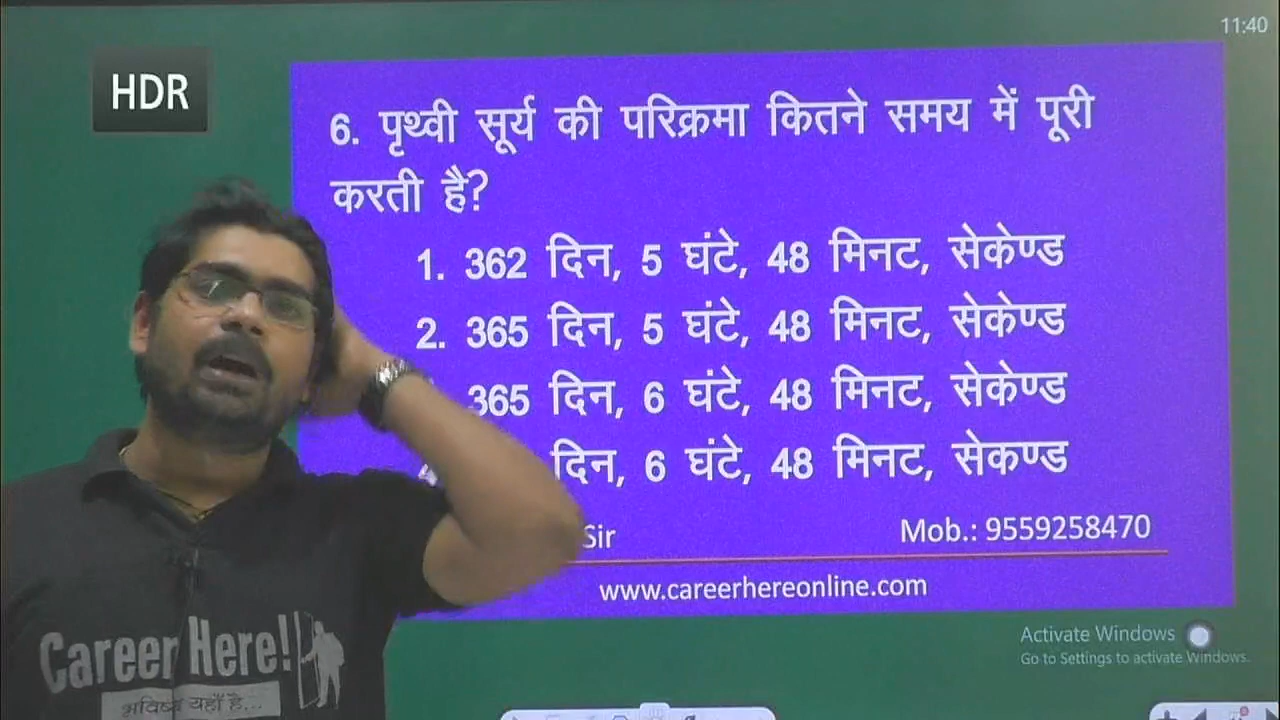 11:40
HDR
6. पृथ्वी सूर्य की परिक्रमा कितने समय में पूरी
करती है?
1. 362 दिन, 5 घंटे, 48 मिनट, सेकेण्ड
2. 365 दिन, 5 घंटे, 48 मिनट, सेकेण्ड
365 दिन, 6 घंटे, 48 मिनट, सेकेण्ड
दिन, 6 घंटे, 48 मिनट, सेकण्ड
Sir Mob.: 9559258470
www.careerhereonline.com
Activate Windows
Go to Settings to activate Windows.
Career Here!
भविष्य यहाँ है...